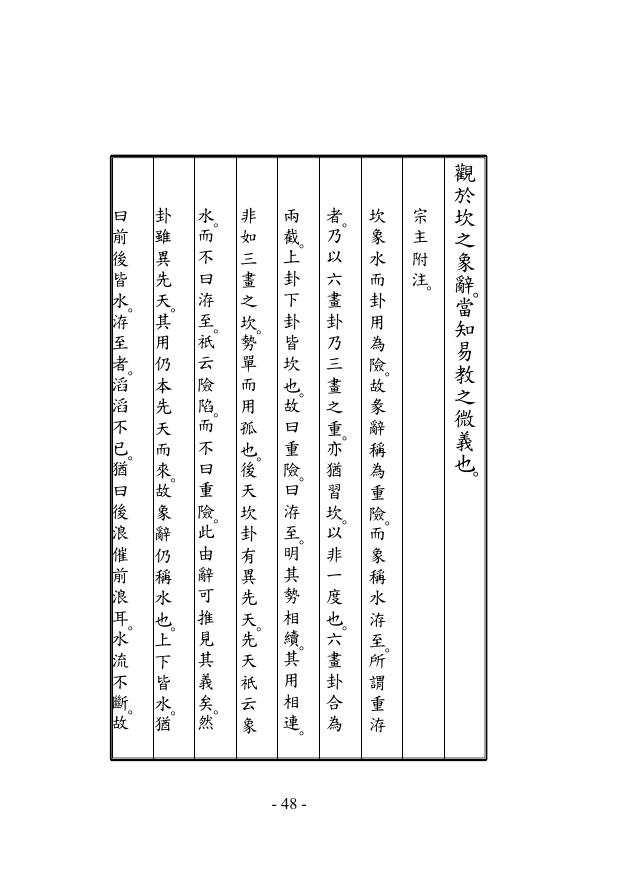 觀於坎之象辭。當知易教之微義也。
宗主附注。
坎象水而卦用為險。故彖辭稱為重險。而象稱水洊至。所謂重洊
者。乃以六畫卦乃三畫之重。亦猶習坎。以非一度也。六畫卦合為
兩截。上卦下卦皆坎也。故曰重險。曰洊至。明其勢相續。其用相連。
非如三畫之坎。勢單而用孤也。後天坎卦有異先天。先天祇云象
水。而不曰洊至。祇云險陷。而不曰重險。此由辭可推見其義矣。然
卦雖異先天。其用仍本先天而來。故象辭仍稱水也。上下皆水。猶
曰前後皆水。洊至者。滔滔不已。猶曰後浪催前浪耳。水流不斷。故
- 48 -